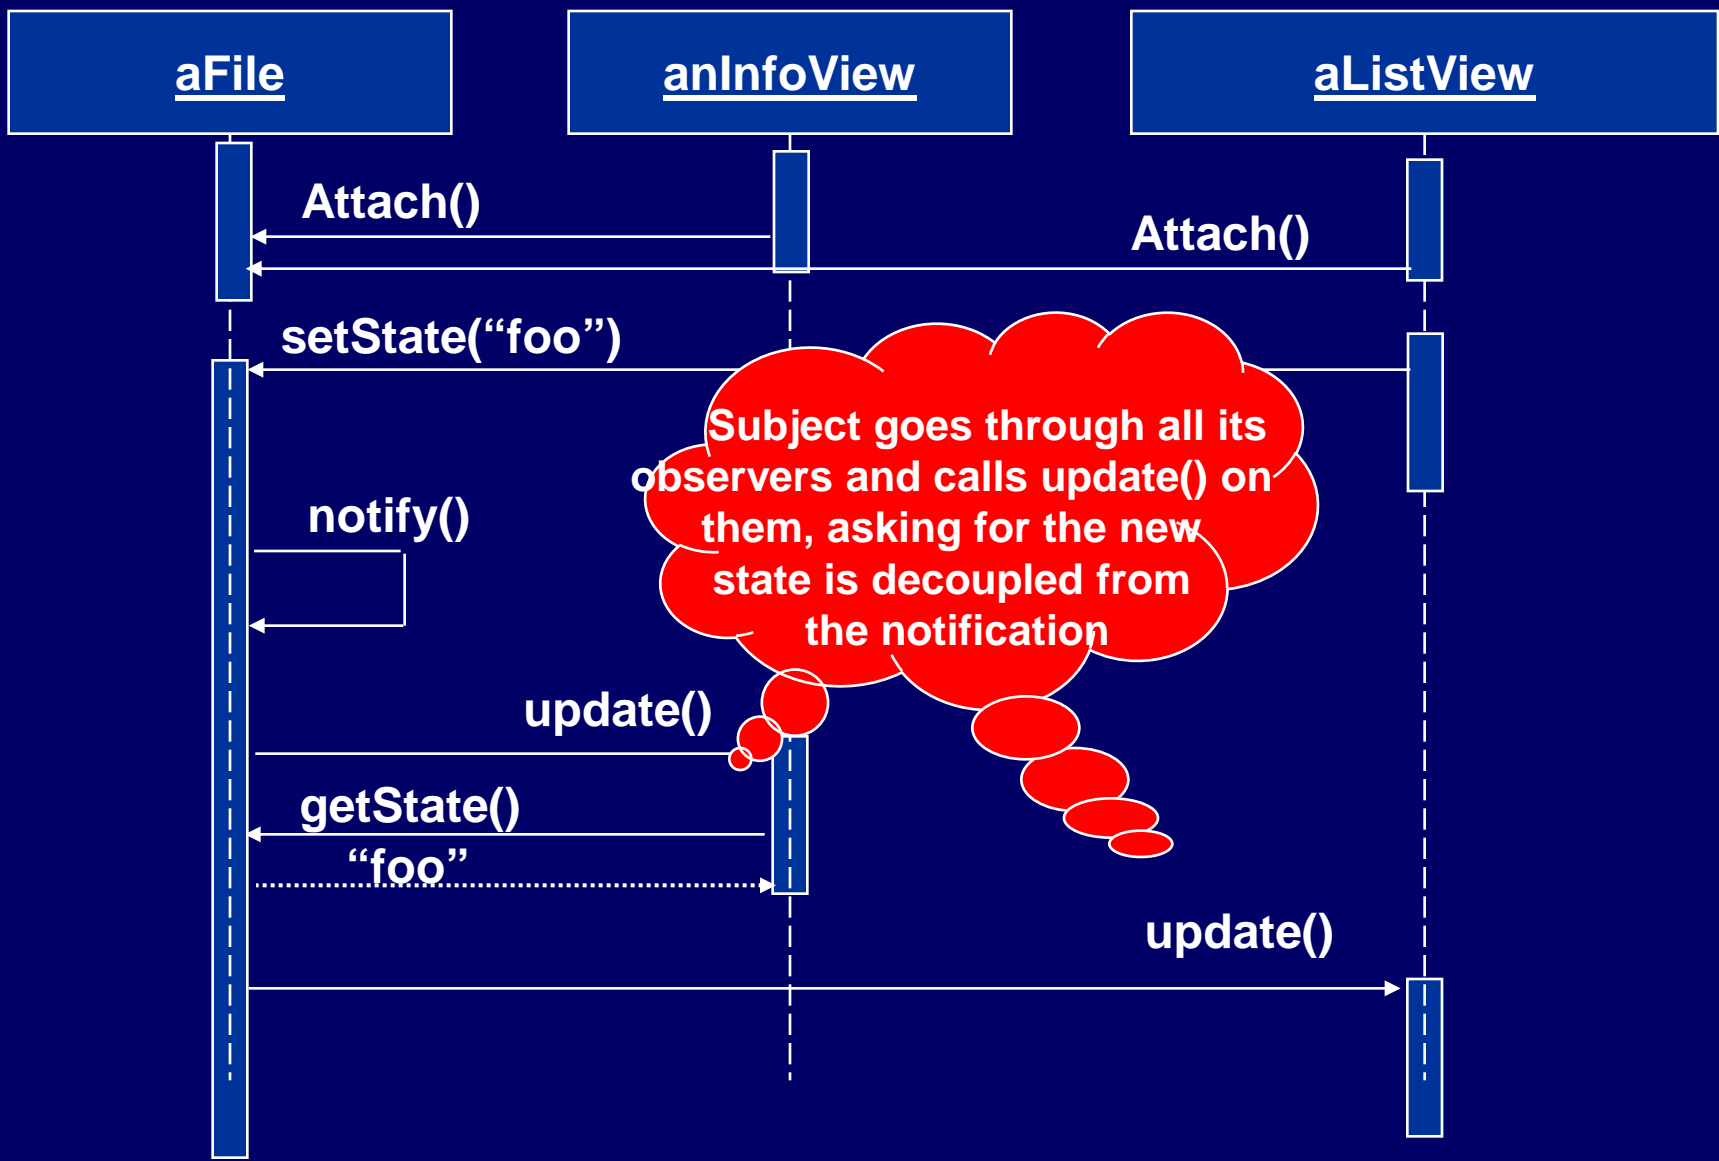 aFile
anInfoView
aListView
Attach()
Attach()
setState(“foo”)
Subject goes through all its
observers and calls update() on
them, asking for the new
state is decoupled from
the notification
notify()
update()
getState()
“foo”
update()